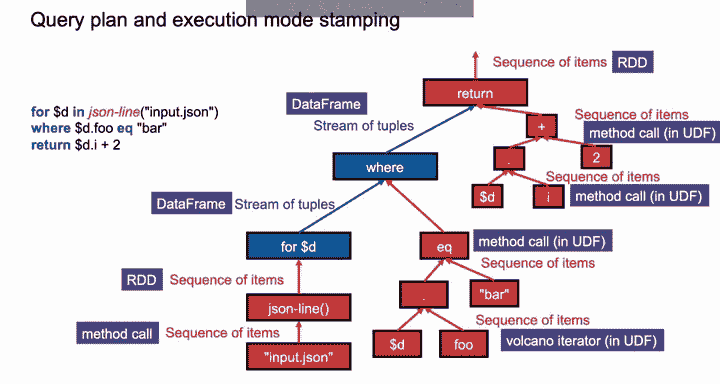 Query plan and execution mode stamping
for $d in json-line("input.json")
where $d.foo eq "bar"
return $d.i + 2
Sequence of items RDD
return
DataFrame
Stream of tuples
Sequence of items
+
method call (in UDF)
.
2
Sequence of items
$d
i
method call (in UDF)
where
DataFrame Stream of tuples
for $d
eq
method call (in UDF)
Sequence of items
RDD Sequence of items
json-line()
.
"bar"
method call Sequence of items
Sequence of items
"input.json"
$d
foo
volcano iterator (in UDF)